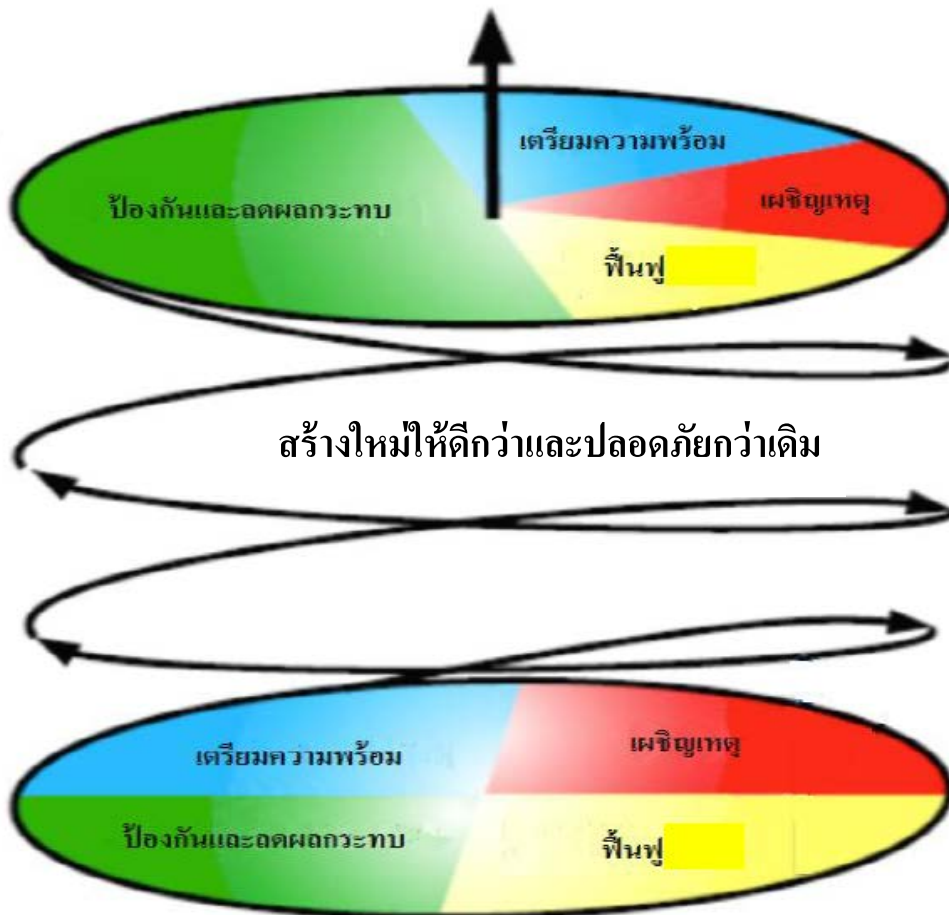 เตรียมความพร้อม
ป้องกันและลดผลกระทบ
เผชิญเหตุ
ฟื้นฟู
สร้างใหม่ให้ดีกว่าและปลอดภัยกว่าเดิม
เตรียมความพร้อม
เผชิญเหตุ
ป้องกันและลดผลกระทบ
ฟื้นฟู